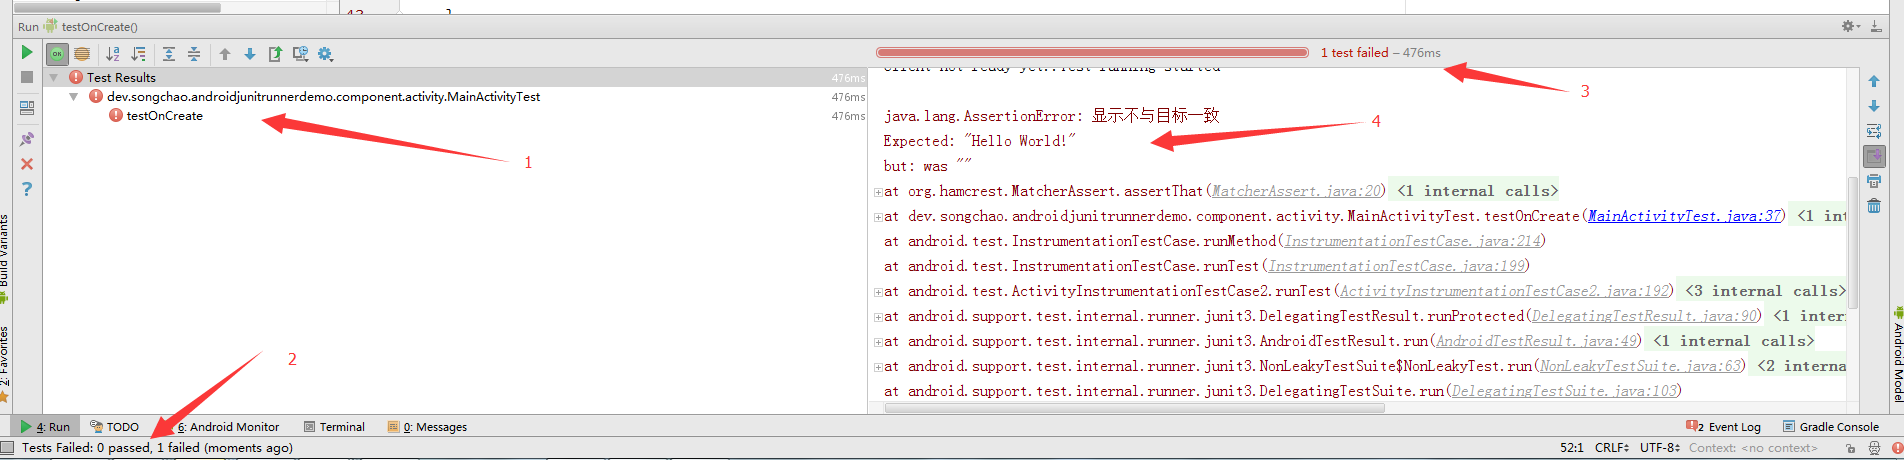 43
}
Run testOnCreate()
1 test failed – 476ms
Test Results 476ms
dev.songchao.androidjunitrunnerdemo.component.activity.MainActivityTest 476ms
testOnCreate 476ms
1
2
3
4
Client not ready yet..Test running started
java.lang.AssertionError: 显示不与目标一致
Expected: "Hello World!"
but: was ""
at org.hamcrest.MatcherAssert.assertThat(MatcherAssert.java:20) <1 internal calls>
at dev.songchao.androidjunitrunnerdemo.component.activity.MainActivityTest.testOnCreate(MainActivityTest.java:37) <1 int
at android.test.InstrumentationTestCase.runMethod(InstrumentationTestCase.java:214)
at android.test.InstrumentationTestCase.runTest(InstrumentationTestCase.java:199)
at android.test.ActivityInstrumentationTestCase2.runTest(ActivityInstrumentationTestCase2.java:192) <3 internal calls>
at android.support.test.internal.runner.junit3.DelegatingTestResult.runProtected(DelegatingTestResult.java:90) <1 inter
at android.support.test.internal.runner.junit3.AndroidTestResult.run(AndroidTestResult.java:49) <1 internal calls>
at android.support.test.internal.runner.junit3.NonLeakyTestSuite$NonLeakyTest.run(NonLeakyTestSuite.java:63) <2 interna
at android.support.test.internal.runner.junit3.DelegatingTestSuite.run(DelegatingTestSuite.java:103)
Build Variants
2: Favorites
Android Model
4: Run TODO 6: Android Monitor Terminal 0: Messages 2 Event Log Gradle Console
Tests Failed: 0 passed, 1 failed (moments ago) 52:1 CRLF UTF-8 Context: <no context>